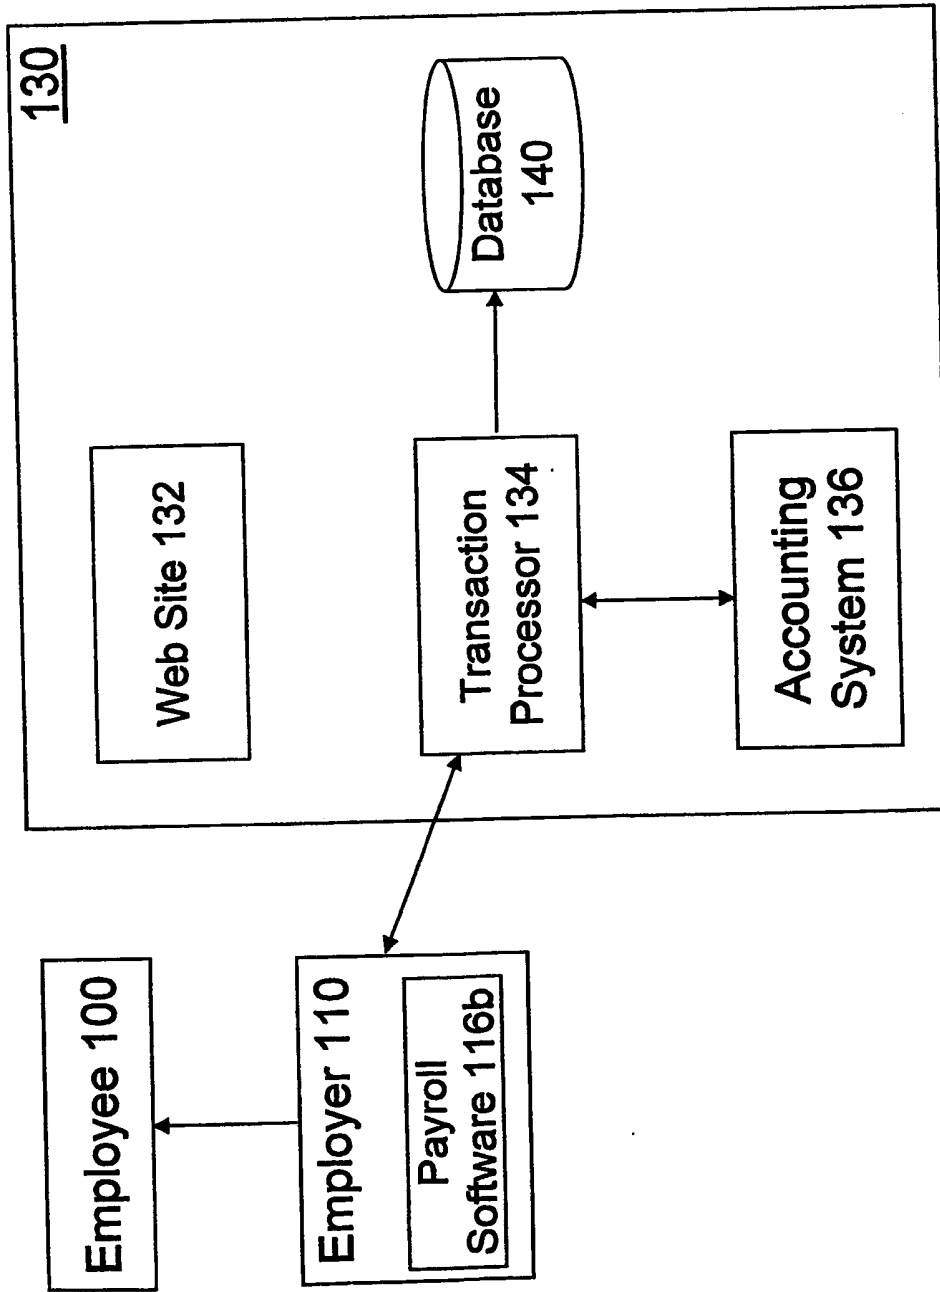 130
Employee 100
Web Site 132
Employer 110
Payroll
Software 116b
Transaction
Processor 134
Database
140
Accounting
System 136